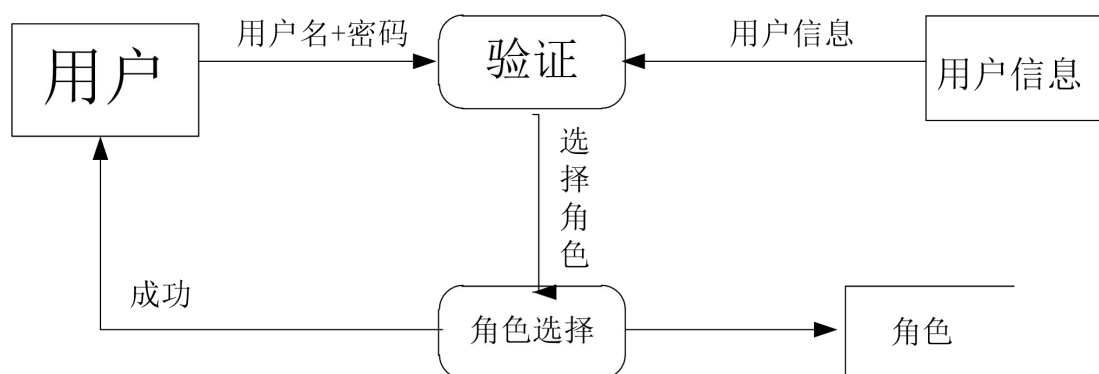 用户
用户名+密码
验证
用户信息
用户信息
选择角色
成功
角色选择
角色